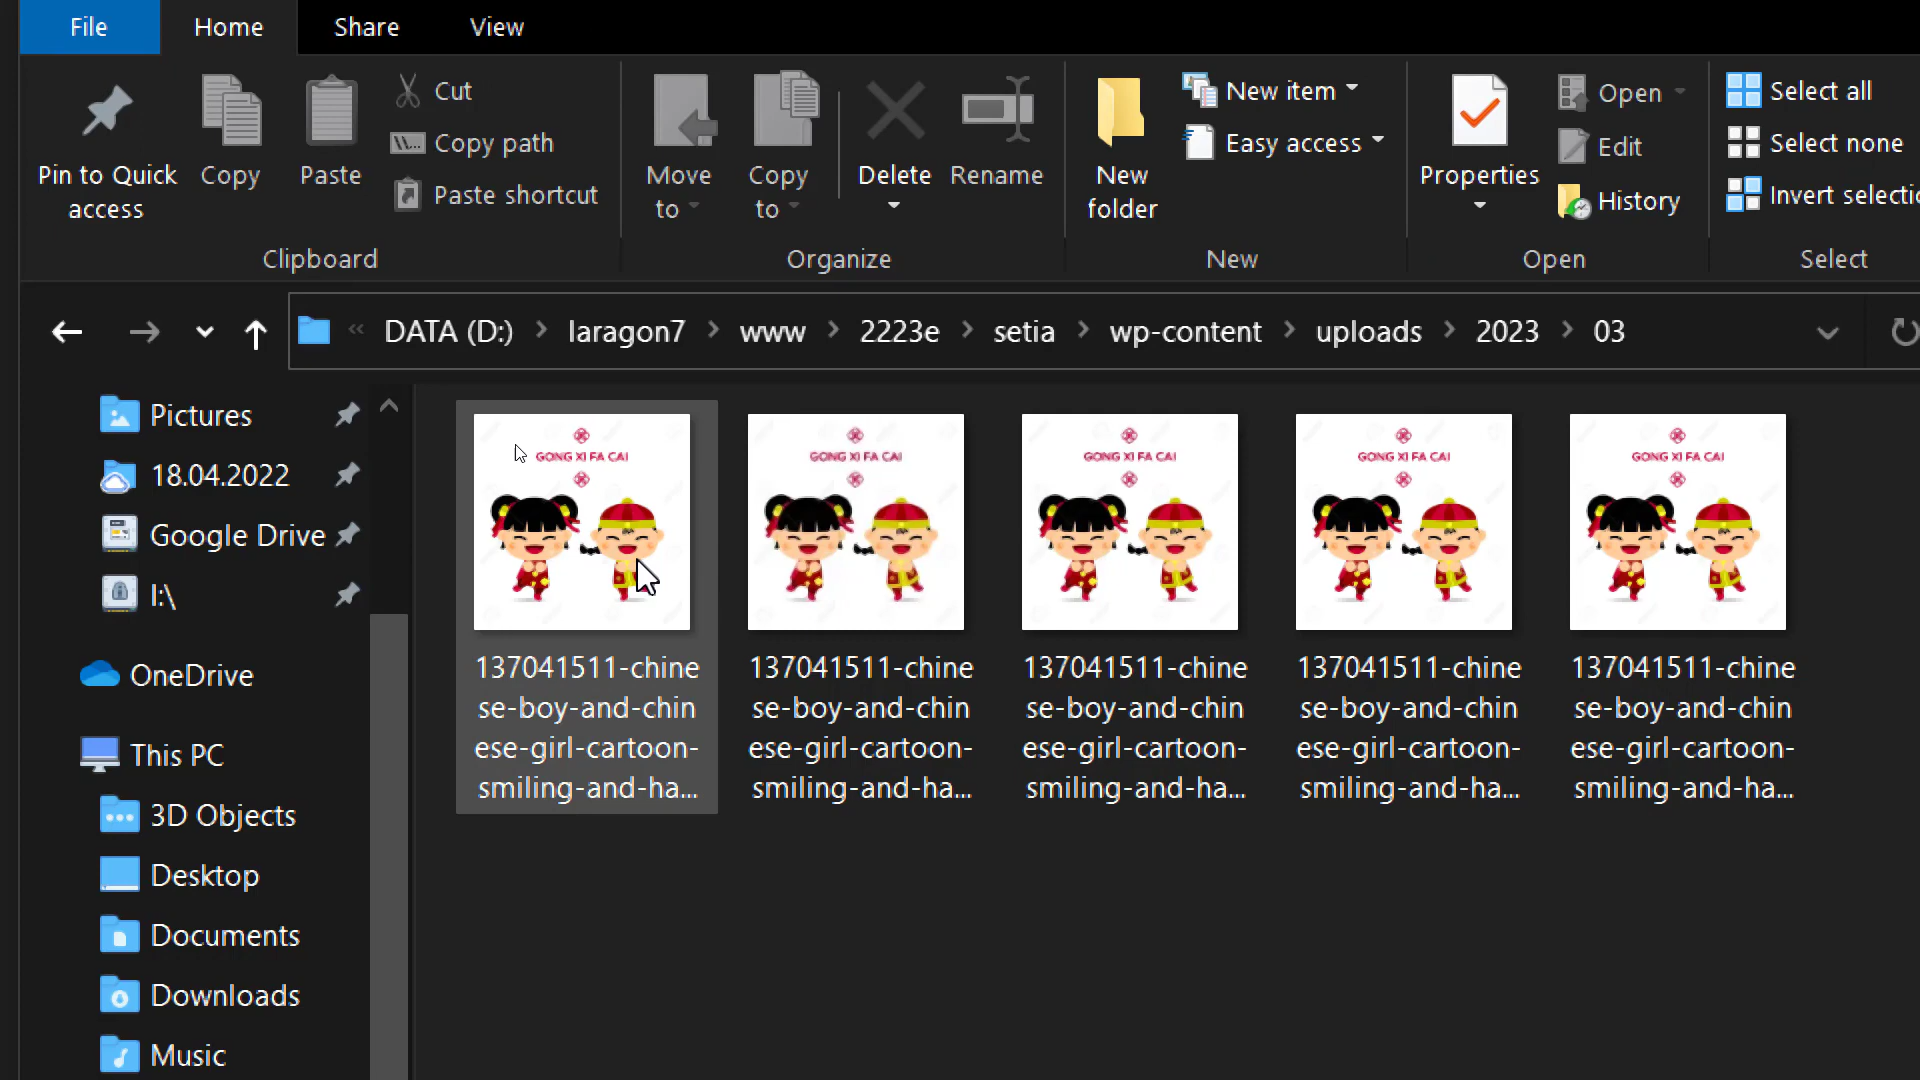 File Home Share View
Pin to Quick access
Copy
Paste
Cut
Copy path
Paste shortcut
Clipboard
Move to
Copy to
Delete
Rename
Organize
New folder
New item
Easy access
New
Properties
Open
Edit
History
Open
Select all
Select none
Invert selectio
Select
« DATA (D:) > laragon7 > www > 2223e > setia > wp-content > uploads > 2023 > 03
Pictures
18.04.2022
Google Drive
I:\
OneDrive
This PC
3D Objects
Desktop
Documents
Downloads
Music
GONG XI FA CAI
137041511-chine
se-boy-and-chin
ese-girl-cartoon-
smiling-and-ha...
GONG XI FA CAI
137041511-chine
se-boy-and-chin
ese-girl-cartoon-
smiling-and-ha...
GONG XI FA CAI
137041511-chine
se-boy-and-chin
ese-girl-cartoon-
smiling-and-ha...
GONG XI FA CAI
137041511-chine
se-boy-and-chin
ese-girl-cartoon-
smiling-and-ha...
GONG XI FA CAI
137041511-chine
se-boy-and-chin
ese-girl-cartoon-
smiling-and-ha...